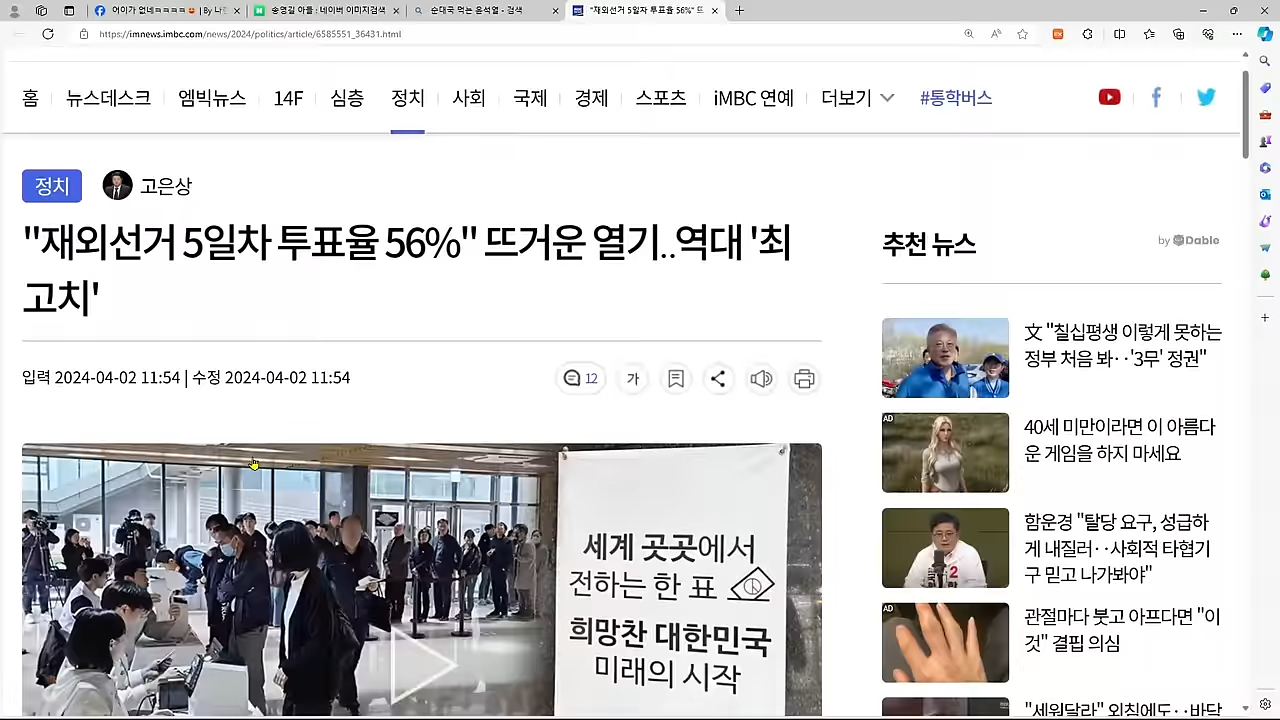 어이가 없네ㅋㅋㅋㅋ
송영길 아들 : 네이버 이미지검색
순대국 먹는 윤석열 - 검색
"재외선거 5일차 투표율 56%" 뜨
https://imnews.imbc.com/news/2024/politics/article/6585551_36431.html
홈 뉴스데스크 엠빅뉴스 14F 심층 정치 사회 국제 경제 스포츠 iMBC 연예 더보기 #통학버스
정치 고은상
"재외선거 5일차 투표율 56%" 뜨거운 열기..역대 '최
고치'
입력 2024-04-02 11:54 | 수정 2024-04-02 11:54
12 가
세계 곳곳에서
전하는 한 표
희망찬 대한민국
미래의 시작
추천 뉴스
by Dable
文 "칠십평생 이렇게 못하는
정부 처음 봐‥'3무' 정권"
AD
40세 미만이라면 이 아름다
운 게임을 하지 마세요
2
함운경 "탈당 요구, 성급하
게 내질러‥사회적 타협기
구 믿고 나가봐야"
AD
관절마다 붓고 아프다면 "이
것" 결핍 의심
"세워달라" 외침에도‥바닥